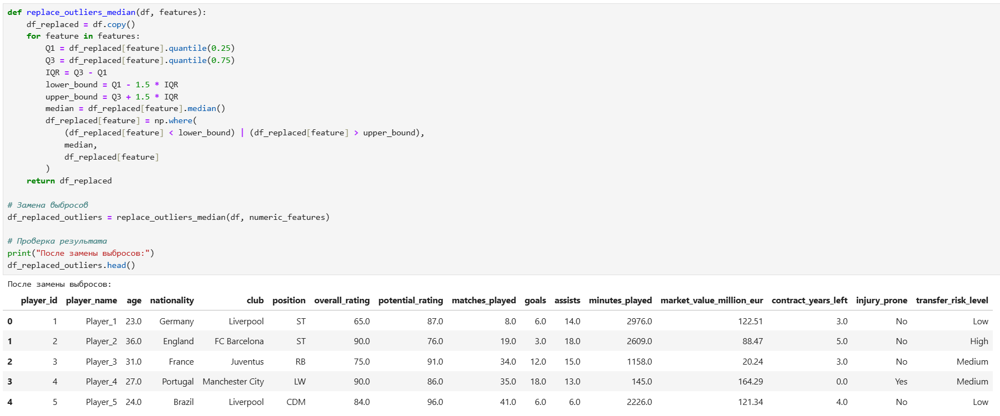 def replace_outliers_median(df, features):
    df_replaced = df.copy()
    for feature in features:
        Q1 = df_replaced[feature].quantile(0.25)
        Q3 = df_replaced[feature].quantile(0.75)
        IQR = Q3 - Q1
        lower_bound = Q1 - 1.5 * IQR
        upper_bound = Q3 + 1.5 * IQR
        median = df_replaced[feature].median()
        df_replaced[feature] = np.where(
            (df_replaced[feature] < lower_bound) | (df_replaced[feature] > upper_bound),
            median,
            df_replaced[feature]
        )
    return df_replaced
# Замена выбросов
df_replaced_outliers = replace_outliers_median(df, numeric_features)
# Проверка результата
print("После замены выбросов:")
df_replaced_outliers.head()
После замены выбросов:
player_id player_name age nationality club position overall_rating potential_rating matches_played goals assists minutes_played market_value_million_eur contract_years_left injury_prone transfer_risk_level
0 1 Player_1 23.0 Germany Liverpool ST 65.0 87.0 8.0 6.0 14.0 2976.0 122.51 3.0 No Low
1 2 Player_2 36.0 England FC Barcelona ST 90.0 76.0 19.0 3.0 18.0 2609.0 88.47 5.0 No High
2 3 Player_3 31.0 France Juventus RB 75.0 91.0 34.0 12.0 15.0 1158.0 20.24 3.0 No Medium
3 4 Player_4 27.0 Portugal Manchester City LW 90.0 86.0 35.0 18.0 13.0 145.0 164.29 0.0 Yes Medium
4 5 Player_5 24.0 Brazil Liverpool CDM 84.0 96.0 41.0 6.0 6.0 2226.0 121.34 4.0 No Low